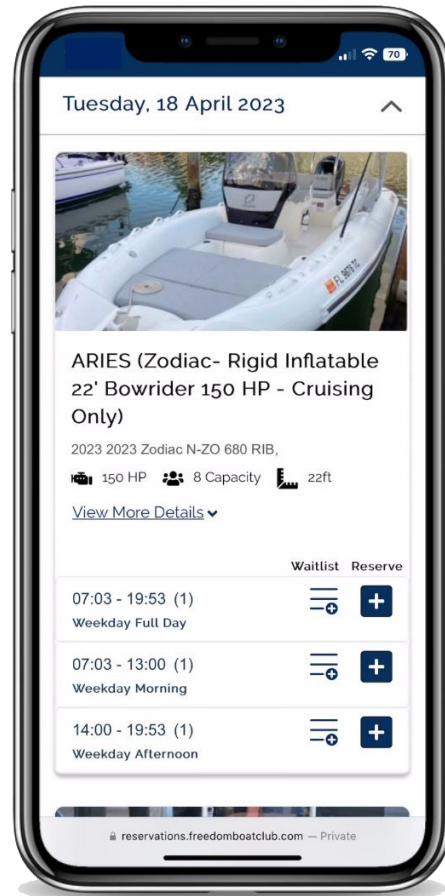 70
Tuesday, 18 April 2023
FL 9878 TC
ARIES (Zodiac- Rigid Inflatable
22' Bowrider 150 HP - Cruising
Only)
2023 2023 Zodiac N-ZO 680 RIB,
150 HP 8 Capacity 22ft
View More Details
Waitlist Reserve
07:03 - 19:53 (1)
Weekday Full Day
07:03 - 13:00 (1)
Weekday Morning
14:00 - 19:53 (1)
Weekday Afternoon
reservations.freedomboatclub.com — Private